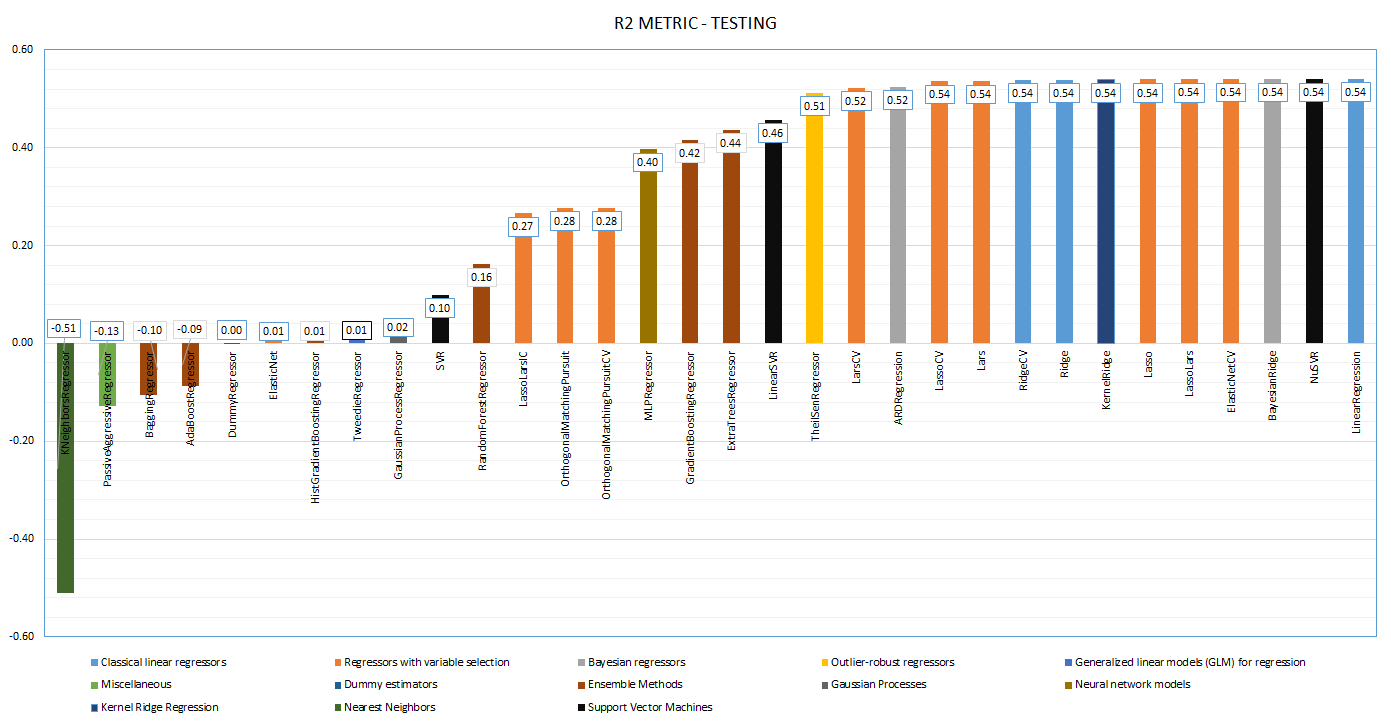 R2 METRIC - TESTING
0.60
0.40
0.20
0.00
-0.20
-0.40
-0.60
-0.51
-0.13
-0.10
-0.09
0.00
0.01
0.01
0.01
0.02
0.10
0.16
0.27
0.28
0.28
0.40
0.42
0.44
0.46
0.51
0.52
0.52
0.54
0.54
0.54
0.54
0.54
0.54
0.54
0.54
0.54
0.54
0.54
KNeighborsRegressor
PassiveAggressiveRegressor
BaggingRegressor
AdaBoostRegressor
DummyRegressor
ElasticNet
HistGradientBoostingRegressor
TweedieRegressor
GaussianProcessRegressor
SVR
RandomForestRegressor
LassoLarsIC
OrthogonalMatchingPursuit
OrthogonalMatchingPursuitCV
MLPRegressor
GradientBoostingRegressor
ExtraTreesRegressor
LinearSVR
TheilSenRegressor
LarsCV
ARDRegression
LassoCV
Lars
RidgeCV
Ridge
KernelRidge
Lasso
LassoLars
ElasticNetCV
BayesianRidge
NuSVR
LinearRegression
Classical linear regressors
Regressors with variable selection
Bayesian regressors
Outlier-robust regressors
Generalized linear models (GLM) for regression
Miscellaneous
Dummy estimators
Ensemble Methods
Gaussian Processes
Neural network models
Kernel Ridge Regression
Nearest Neighbors
Support Vector Machines